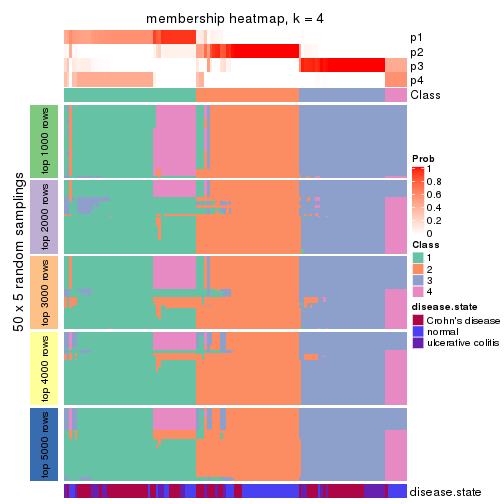 membership heatmap, k = 4
p1
p2
p3
p4
Class
50 x 5 random samplings
top 1000 rows
top 2000 rows
top 3000 rows
top 4000 rows
top 5000 rows
Prob
1
0.8
0.6
0.4
0.2
0
Class
1
2
3
4
disease.state
Crohn's disease
normal
ulcerative colitis
disease.state